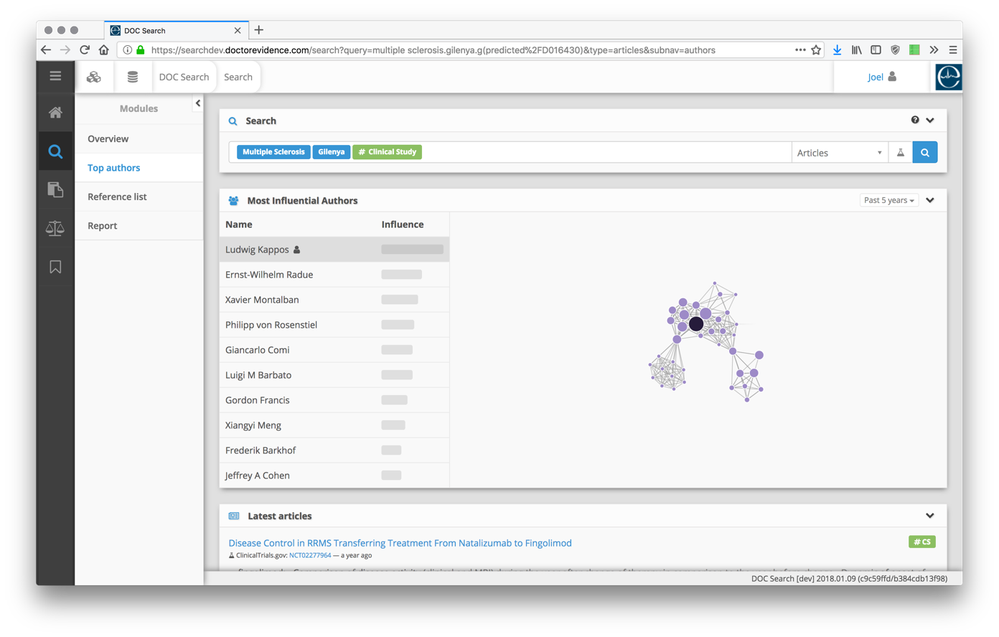 DOC Search
https://searchdev.doctorevidence.com/search?query=multiple sclerosis.gilenya.g(predicted%2FD016430)&type=articles&subnav=authors
DOC Search
Search
Joel
Modules
Overview
Top authors
Reference list
Report
Search
Multiple Sclerosis
Gilenya
# Clinical Study
Articles
Most Influential Authors
Past 5 years
Name Influence
Ludwig Kappos
Ernst-Wilhelm Radue
Xavier Montalban
Philipp von Rosenstiel
Giancarlo Comi
Luigi M Barbato
Gordon Francis
Xiangyi Meng
Frederik Barkhof
Jeffrey A Cohen
Latest articles
Disease Control in RRMS Transferring Treatment From Natalizumab to Fingolimod
# CS
ClinicalTrials.gov: NCT02277964 — a year ago
DOC Search [dev] 2018.01.09 (c9c59ffd/b384cdb13f98)